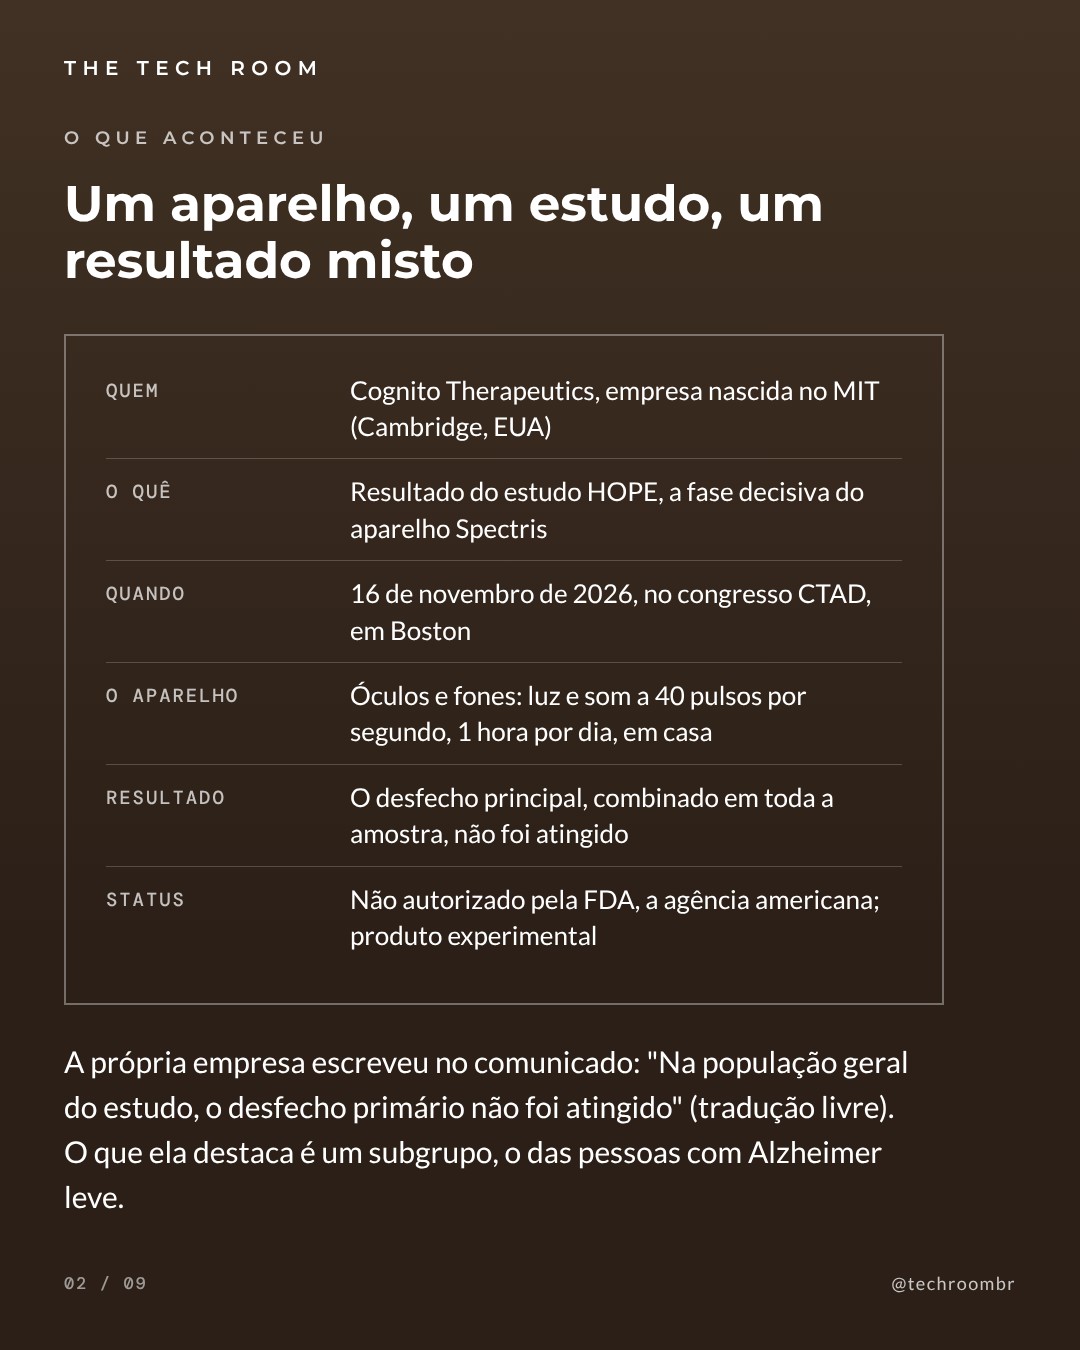 THE TECH ROOM
O QUE ACONTECEU
Um aparelho, um estudo, um
resultado misto
QUEM
Cognito Therapeutics, empresa nascida no MIT
(Cambridge, EUA)
O QUÊ
Resultado do estudo HOPE, a fase decisiva do
aparelho Spectris
QUANDO
16 de novembro de 2026, no congresso CTAD,
em Boston
O APARELHO
Óculos e fones: luz e som a 40 pulsos por
segundo, 1 hora por dia, em casa
RESULTADO
O desfecho principal, combinado em toda a
amostra, não foi atingido
STATUS
Não autorizado pela FDA, a agência americana;
produto experimental
A própria empresa escreveu no comunicado: "Na população geral
do estudo, o desfecho primário não foi atingido" (tradução livre).
O que ela destaca é um subgrupo, o das pessoas com Alzheimer
leve.
02 / 09
@techroombr